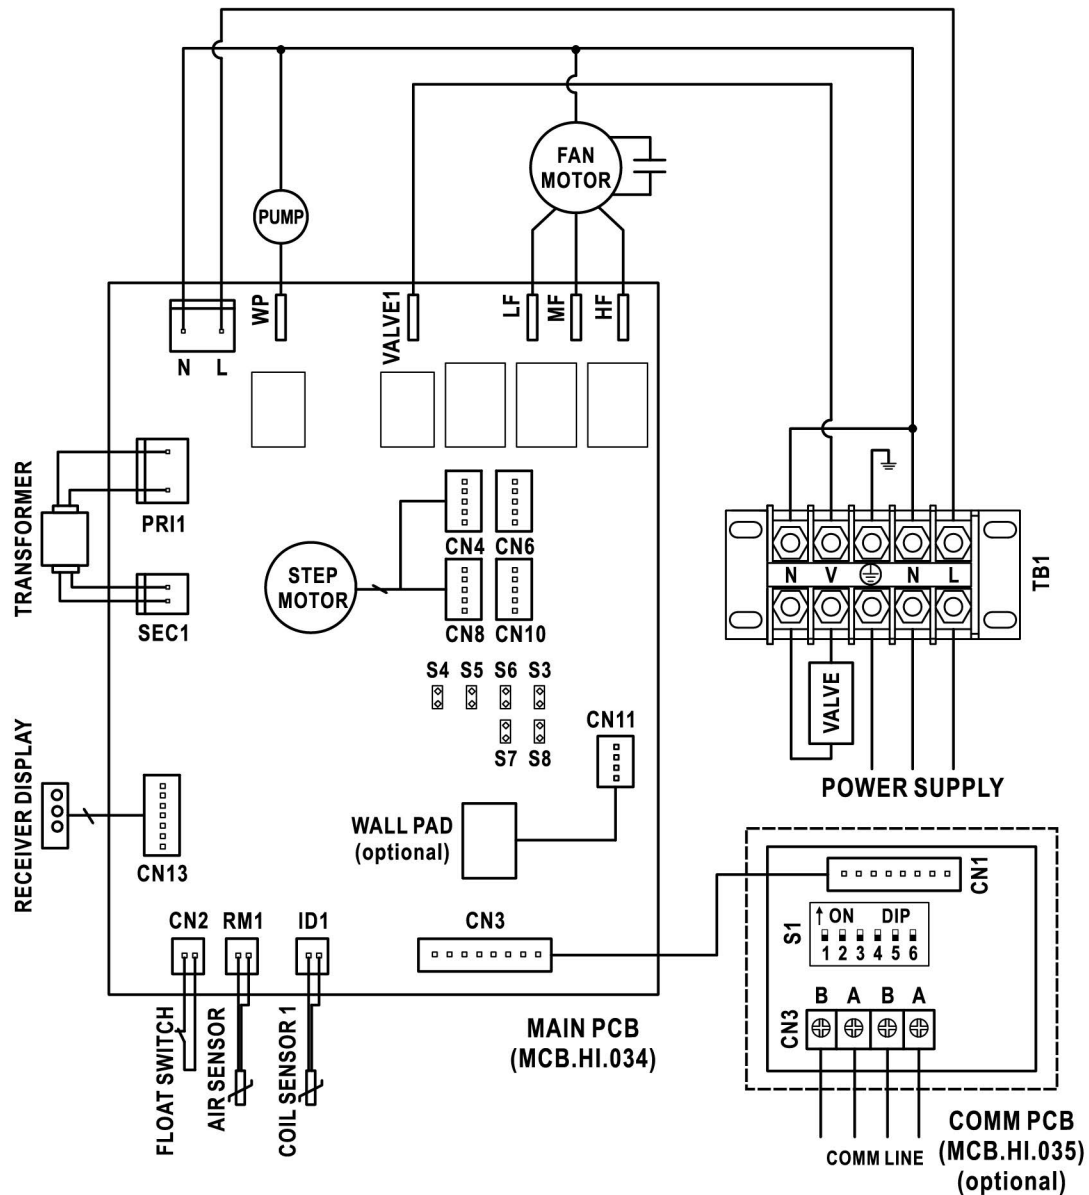 FAN
MOTOR
PUMP
WP
VALVE1
LF
MF
HF
N L
TRANSFORMER
PRI1
SEC1
CN4 CN6
STEP
MOTOR
CN8 CN10
S4 S5 S6 S3
S7 S8
CN11
N V N L
TB1
VALVE
POWER SUPPLY
RECEIVER DISPLAY
CN13
WALL PAD
(optional)
CN2 RM1 ID1
CN3
CN1
S1
↑ ON DIP
1 2 3 4 5 6
B A B A
CN3
FLOAT SWITCH
AIR SENSOR
COIL SENSOR 1
MAIN PCB
(MCB.HI.034)
COMM LINE
COMM PCB
(MCB.HI.035)
(optional)